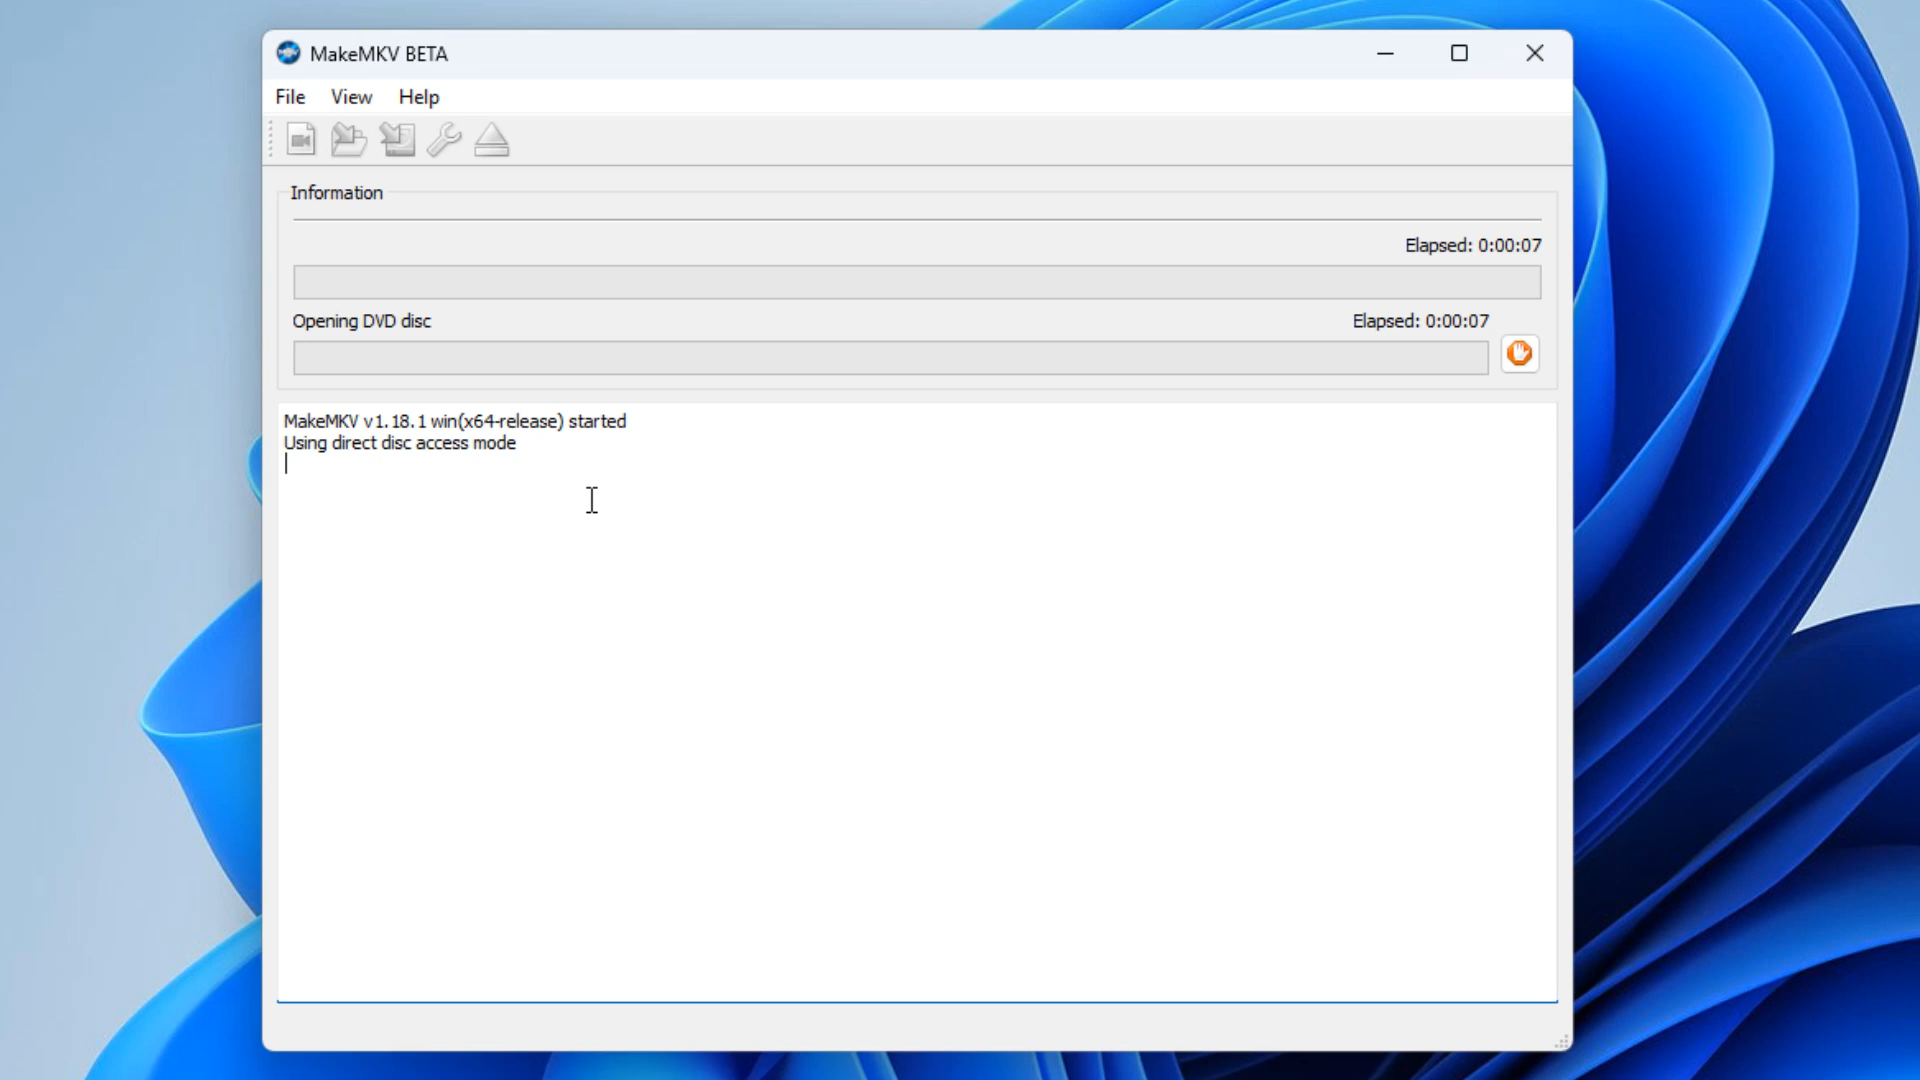 MakeMKV BETA
File View Help
Information
Elapsed: 0:00:07
Opening DVD disc Elapsed: 0:00:07
MakeMKV v1.18.1 win(x64-release) started
Using direct disc access mode